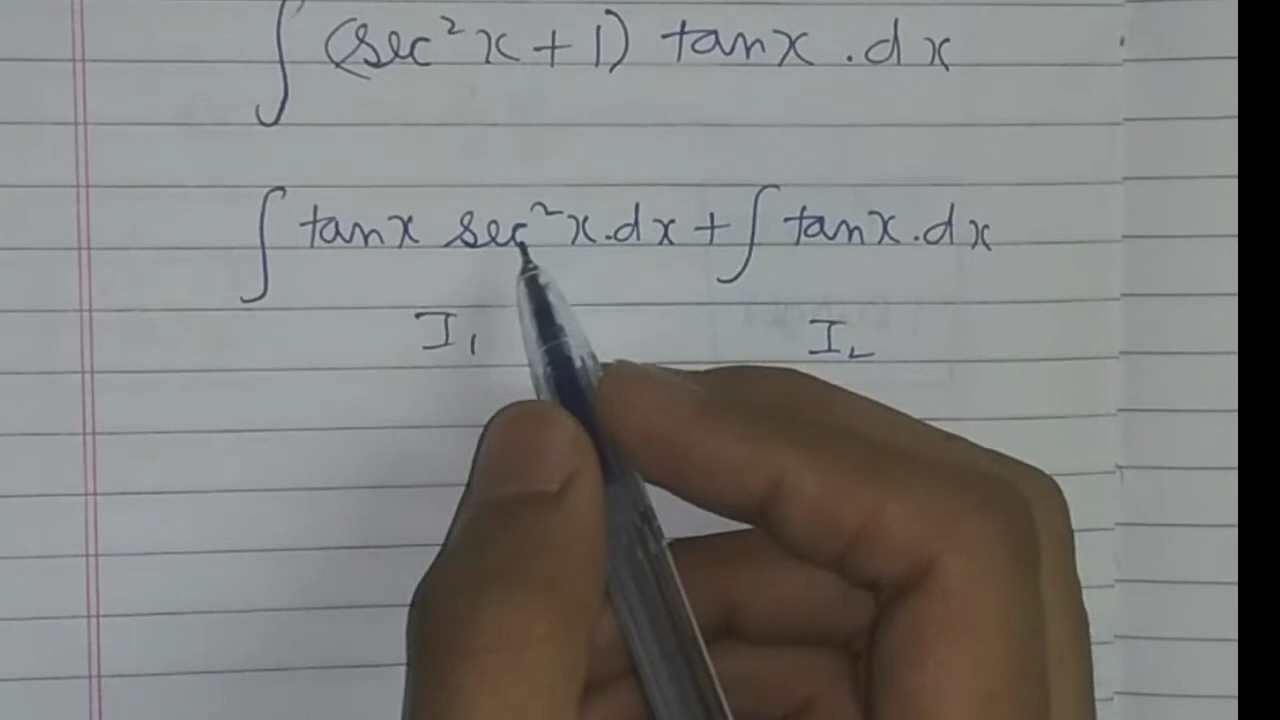 ∫ (sec²x + 1) tanx .dx
∫ tanx sec²x.dx + ∫ tanx.dx
I₁ I₂